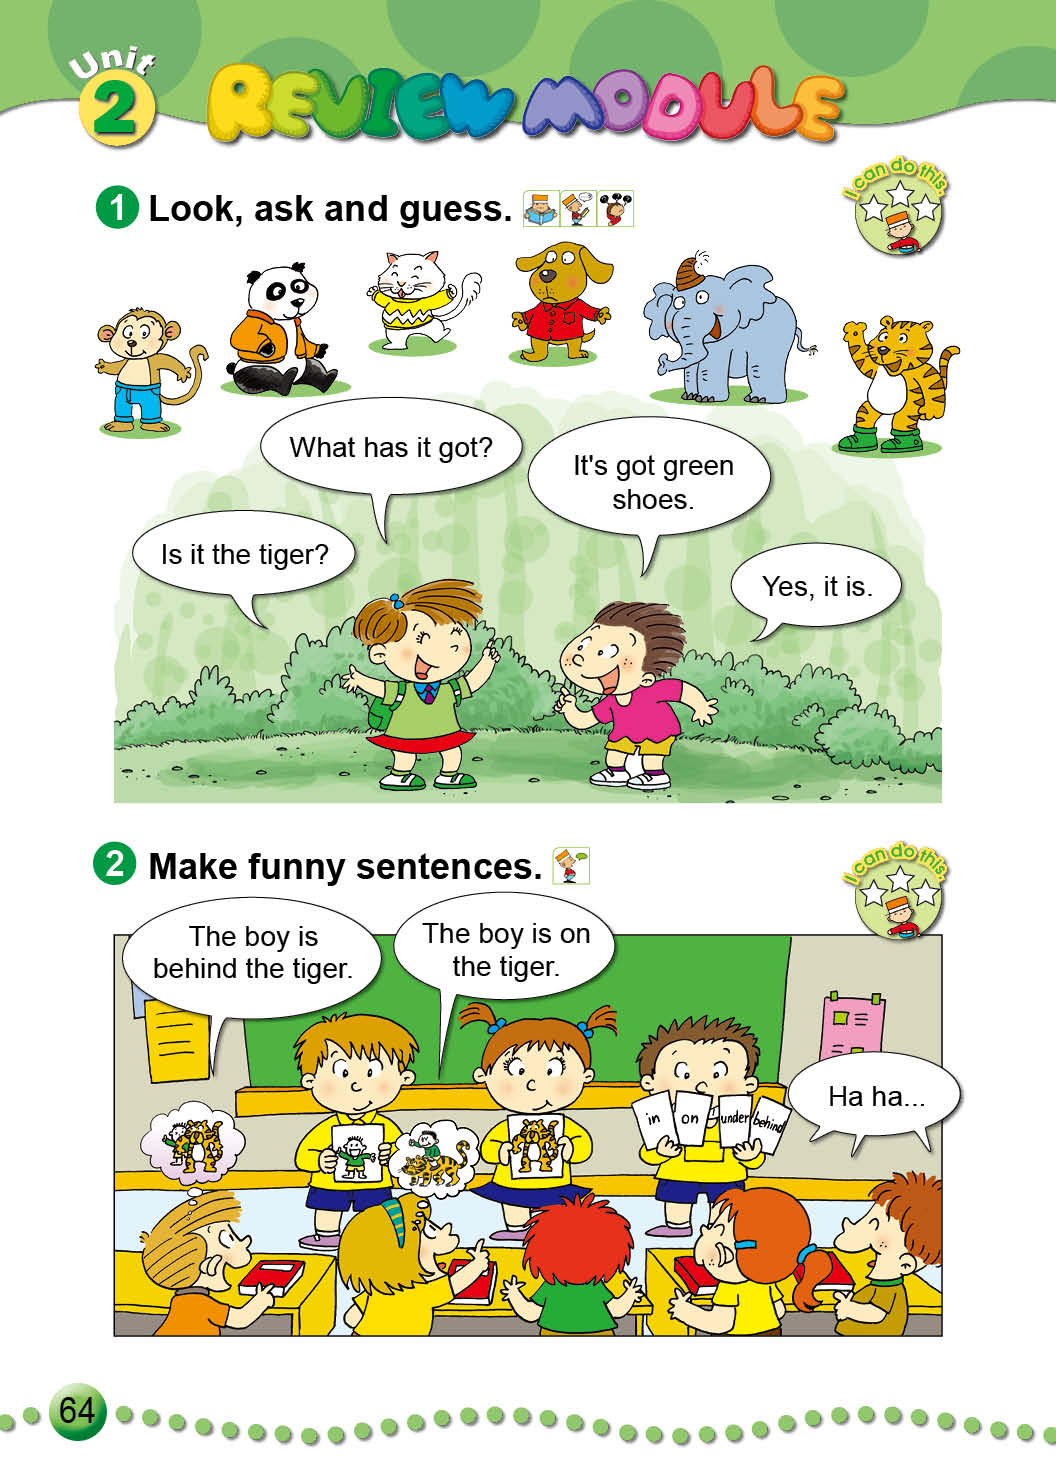 Unit
2
REVIEW MODULE
1 Look, ask and guess.
I can do this.
What has it got?
It's got green
shoes.
Is it the tiger?
Yes, it is.
2 Make funny sentences.
I can do this.
The boy is
behind the tiger.
The boy is on
the tiger.
Ha ha...
in
on
under
behind
64